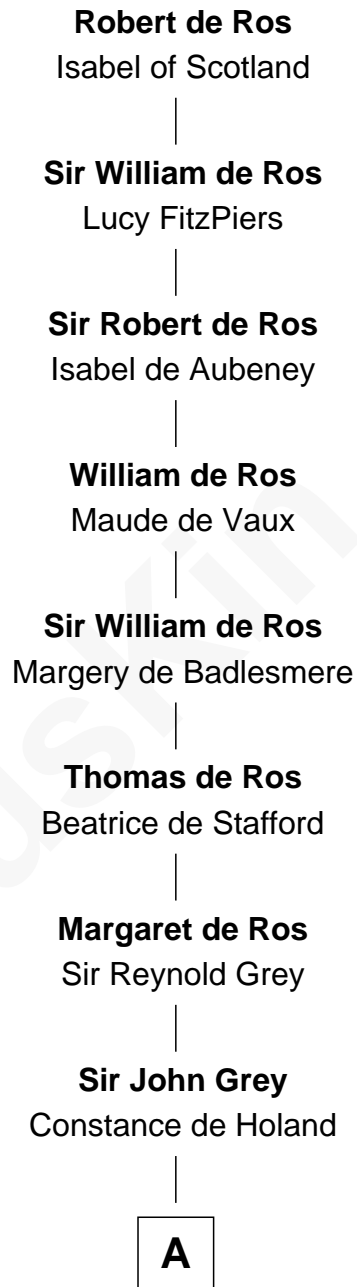 Robert de Ros
Isabel of Scotland
Sir William de Ros
Lucy FitzPiers
Sir Robert de Ros
Isabel de Aubeney
William de Ros
Maude de Vaux
Sir William de Ros
Margery de Badlesmere
Thomas de Ros
Beatrice de Stafford
Margaret de Ros
Sir Reynold Grey
Sir John Grey
Constance de Holand
A